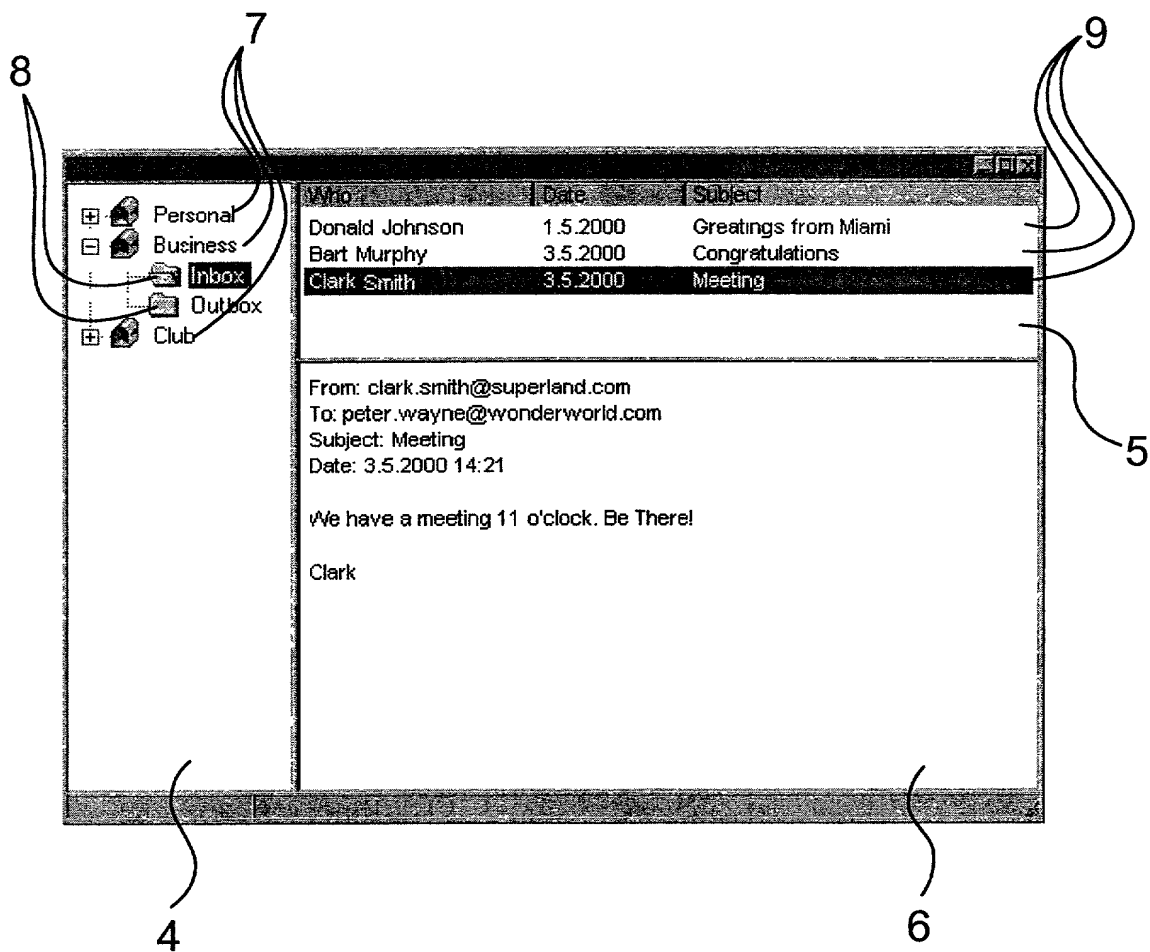 7
9
8
Who Date Subject
Personal
Business
Inbox
Outbox
Club
Donald Johnson 1.5.2000 Greatings from Miami
Bart Murphy 3.5.2000 Congratulations
Clark Smith 3.5.2000 Meeting
5
From: clark.smith@superland.com
To: peter.wayne@wonderworld.com
Subject: Meeting
Date: 3.5.2000 14:21
We have a meeting 11 o'clock. Be There!
Clark
4
6